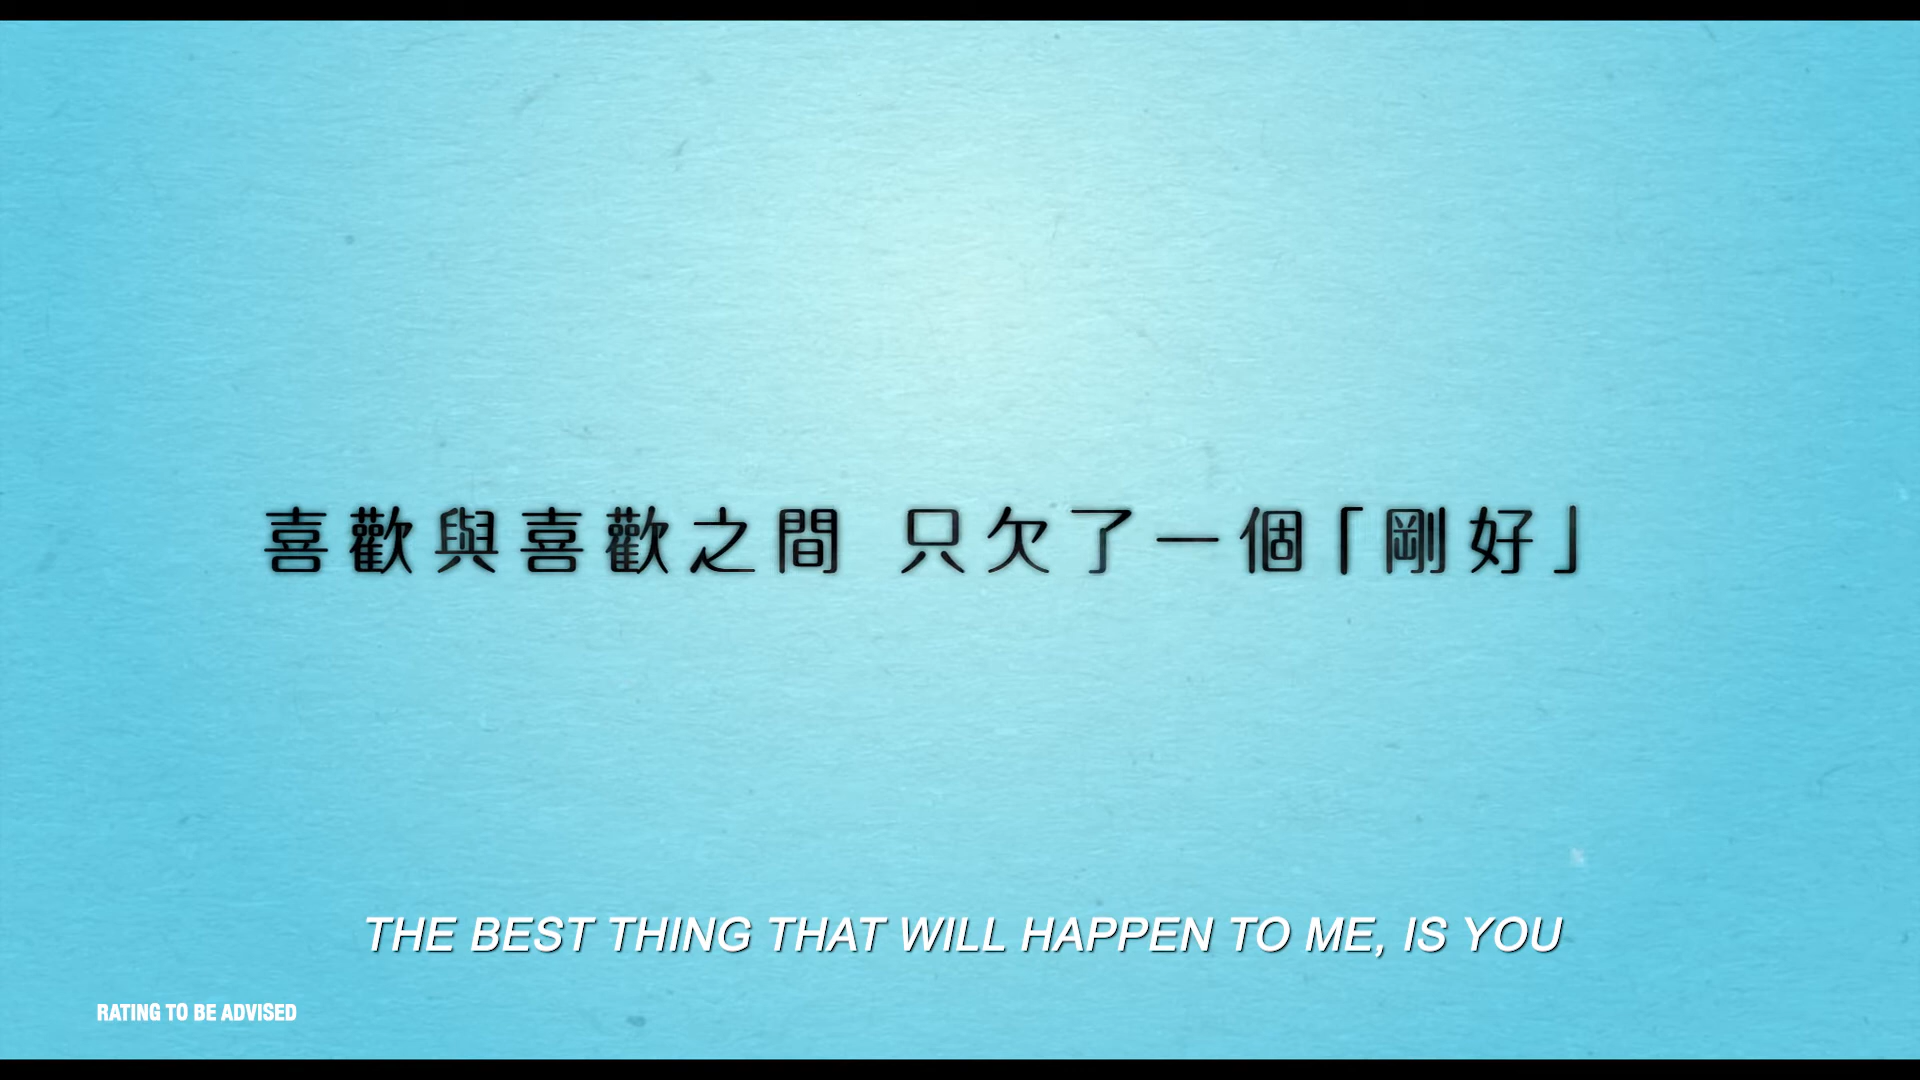 喜歡與喜歡之間 只欠了一個「剛好」
THE BEST THING THAT WILL HAPPEN TO ME, IS YOU
RATING TO BE ADVISED